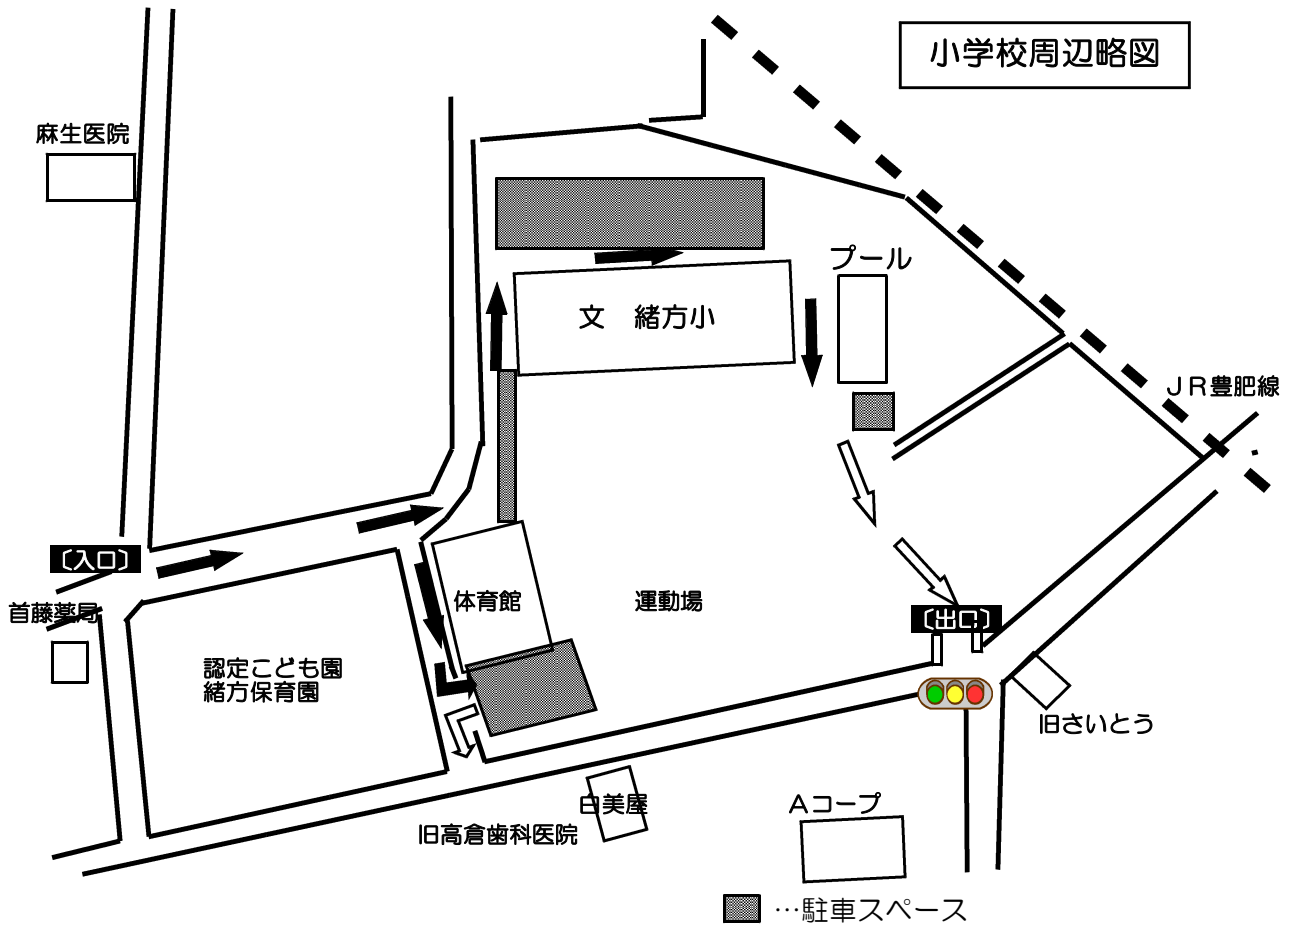 小学校周辺略図
麻生医院
プール
文　緒方小
ＪＲ豊肥線
〔入口〕
首藤薬局
体育館
運動場
〔出口〕
認定こども園
緒方保育園
旧さいとう
白美屋
Ａコープ
旧高倉歯科医院
…駐車スペース